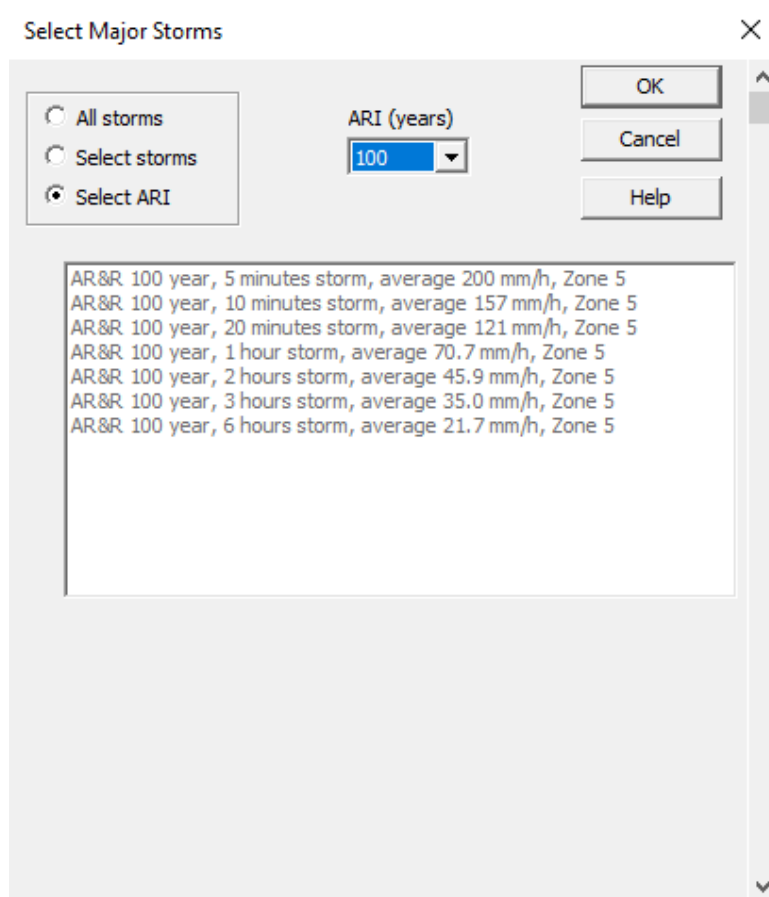 Select Major Storms
All storms
Select storms
Select ARI
ARI (years)
100
OK
Cancel
Help
AR&R 100 year, 5 minutes storm, average 200 mm/h, Zone 5
AR&R 100 year, 10 minutes storm, average 157 mm/h, Zone 5
AR&R 100 year, 20 minutes storm, average 121 mm/h, Zone 5
AR&R 100 year, 1 hour storm, average 70.7 mm/h, Zone 5
AR&R 100 year, 2 hours storm, average 45.9 mm/h, Zone 5
AR&R 100 year, 3 hours storm, average 35.0 mm/h, Zone 5
AR&R 100 year, 6 hours storm, average 21.7 mm/h, Zone 5